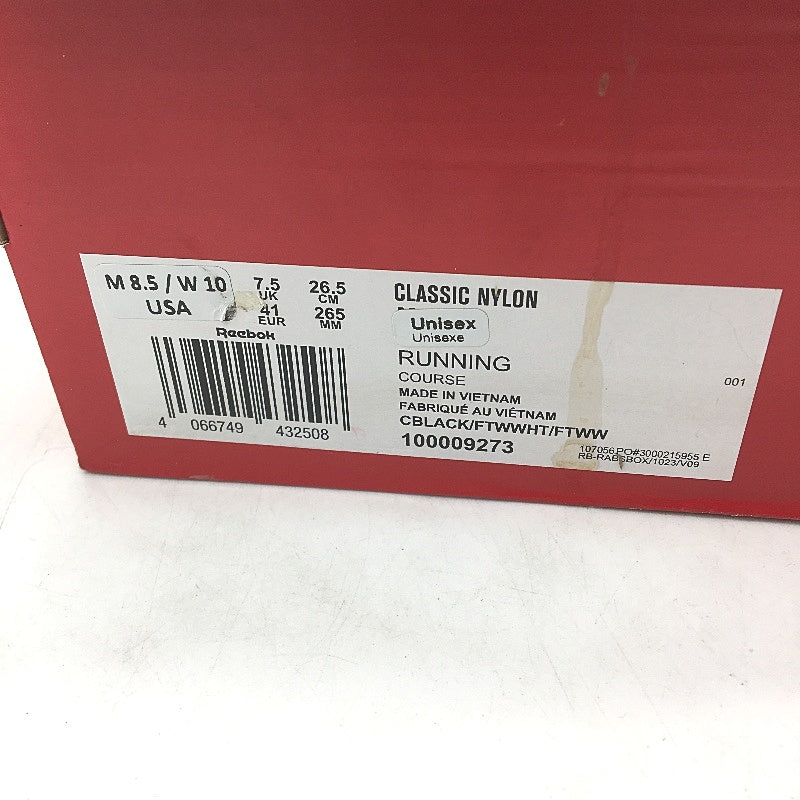 M 8.5 / W 10
USA
7.5
UK
41
EUR
26.5
CM
265
MM
Reebok
4 066749 432508
CLASSIC NYLON
Unisex
Unisexe
RUNNING
COURSE
MADE IN VIETNAM
FABRIQUÉ AU VIÊTNAM
CBLACK/FTWWHT/FTWW
100009273
001
107056 PO#3000215955 E
RB-RABSBOX/1023/V09